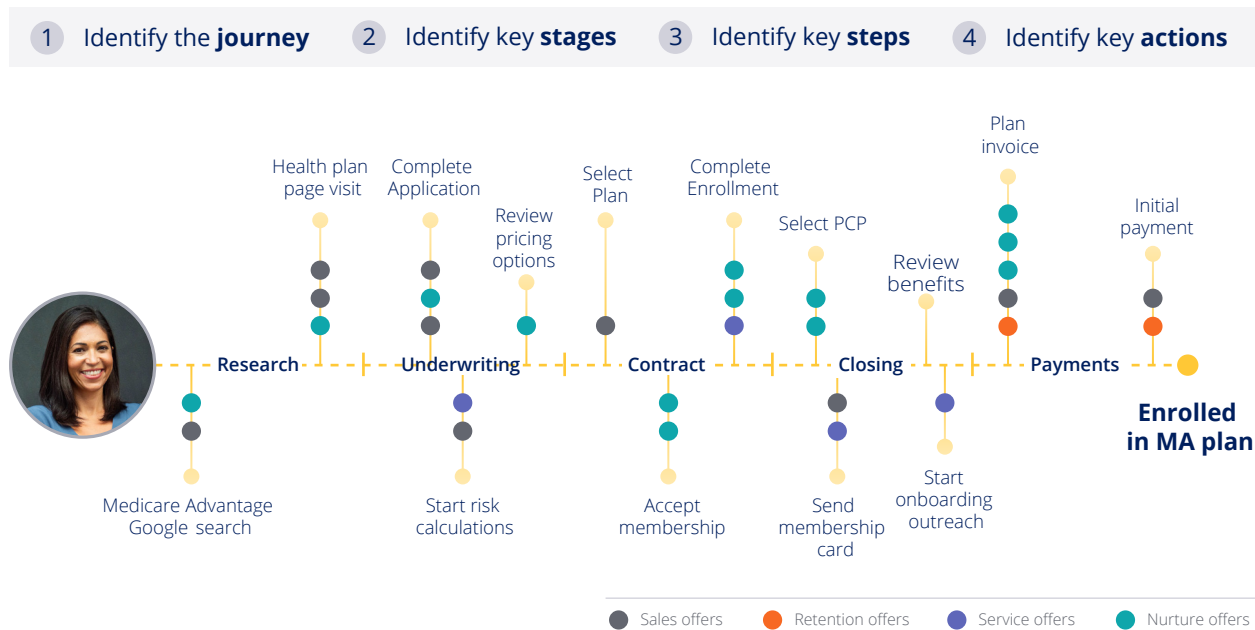 1 Identify the journey
2 Identify key stages
3 Identify key steps
4 Identify key actions
Health plan
page visit
Complete
Application
Review
pricing
options
Select
Plan
Complete
Enrollment
Select PCP
Review
benefits
Plan
invoice
Initial
payment
Research
Underwriting
Contract
Closing
Payments
Enrolled
in MA plan
Medicare Advantage
Google search
Start risk
calculations
Accept
membership
Send
membership
card
Start
onboarding
outreach
Sales offers
Retention offers
Service offers
Nurture offers